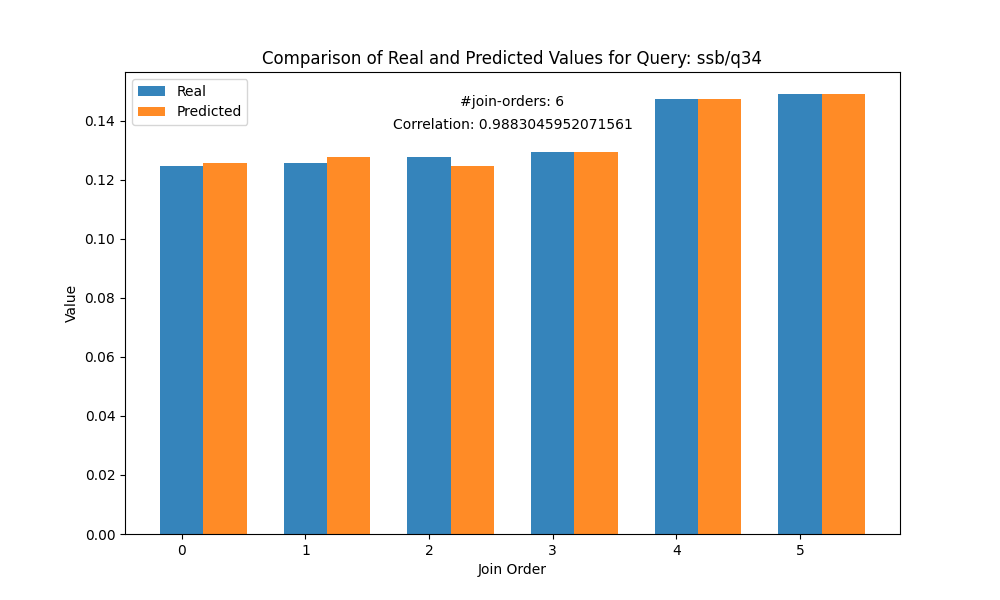 Comparison of Real and Predicted Values for Query: ssb/q34
Real
Predicted
#join-orders: 6
Correlation: 0.9883045952071561
0.14
0.12
0.10
0.08
0.06
0.04
0.02
0.00
Value
0 1 2 3 4 5
Join Order